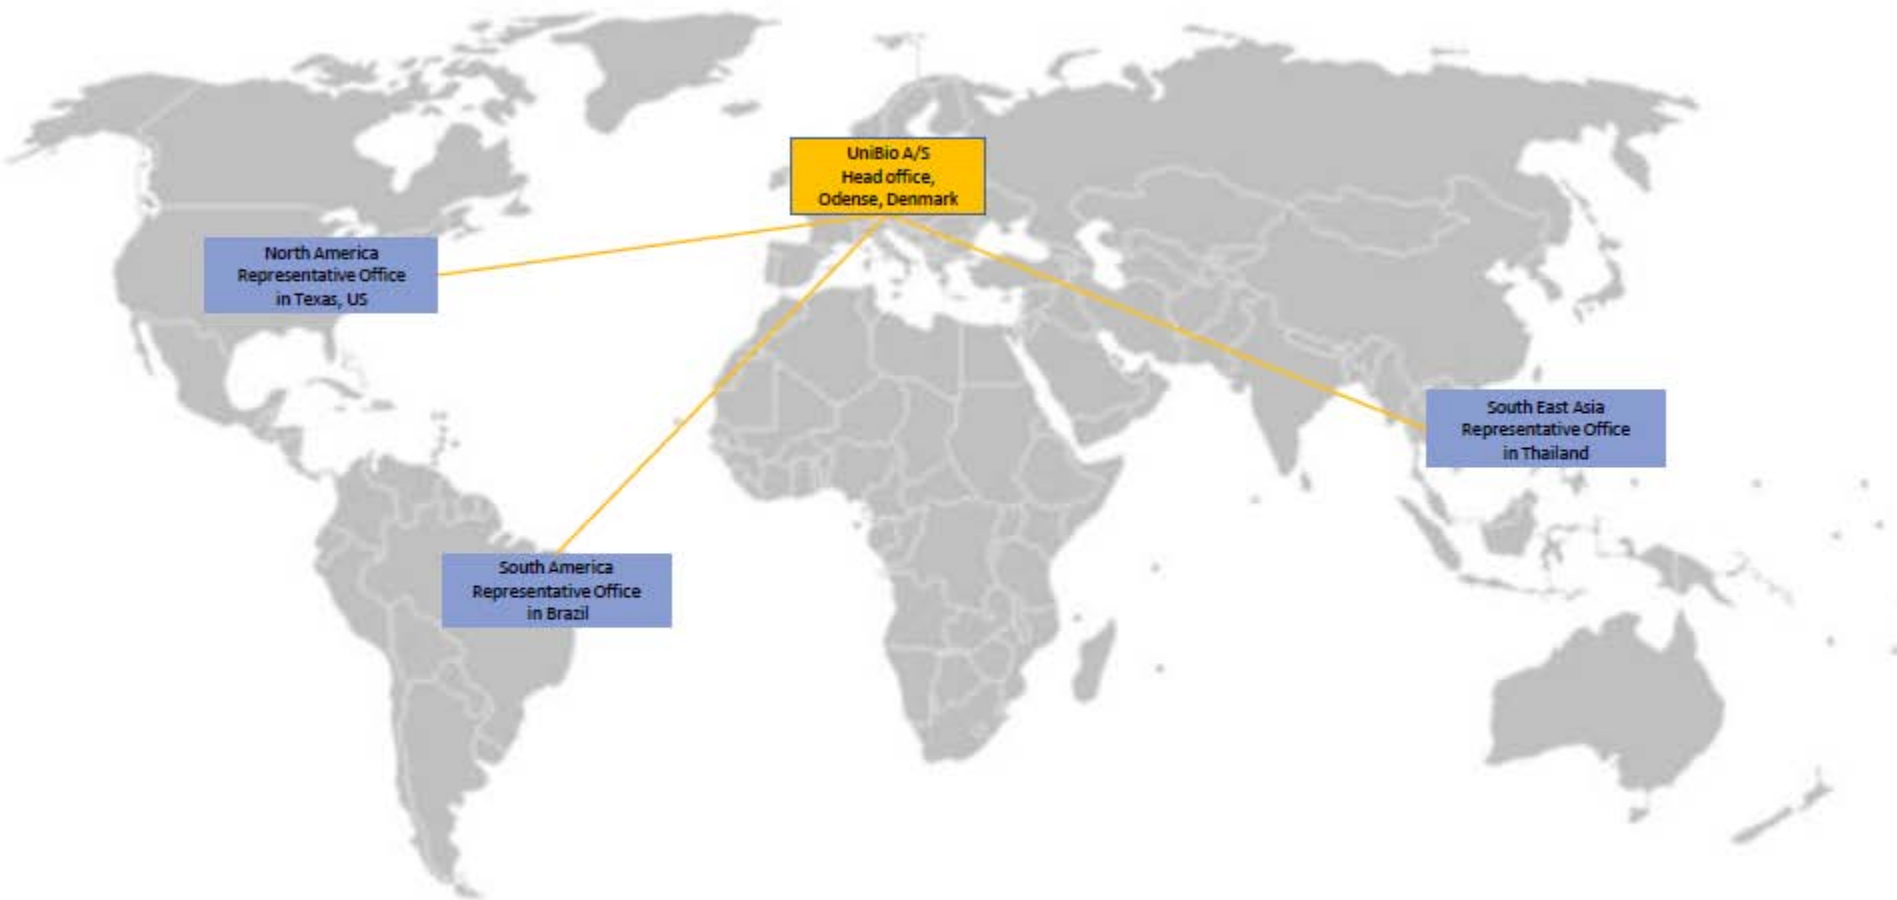 UniBio A/S
Head office,
Odense, Denmark
North America
Representative Office
in Texas, US
South East Asia
Representative Office
in Thailand
South America
Representative Office
in Brazil